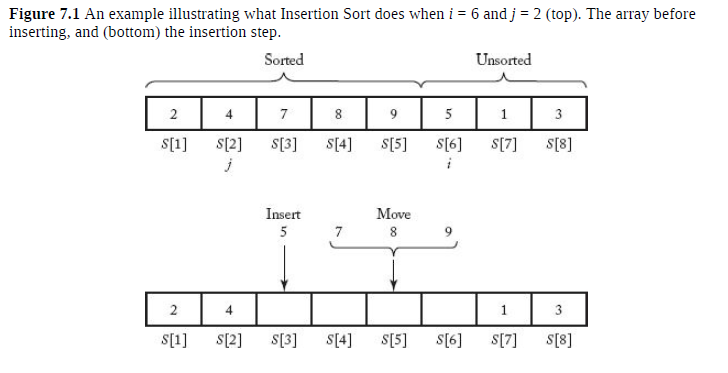 Figure 7.1 An example illustrating what Insertion Sort does when i = 6 and j = 2 (top). The array before
inserting, and (bottom) the insertion step.
Sorted Unsorted
2 4 7 8 9 5 1 3
S[1] S[2] S[3] S[4] S[5] S[6] S[7] S[8]
j i
Insert Move
5 7 8 9
2 4 1 3
S[1] S[2] S[3] S[4] S[5] S[6] S[7] S[8]